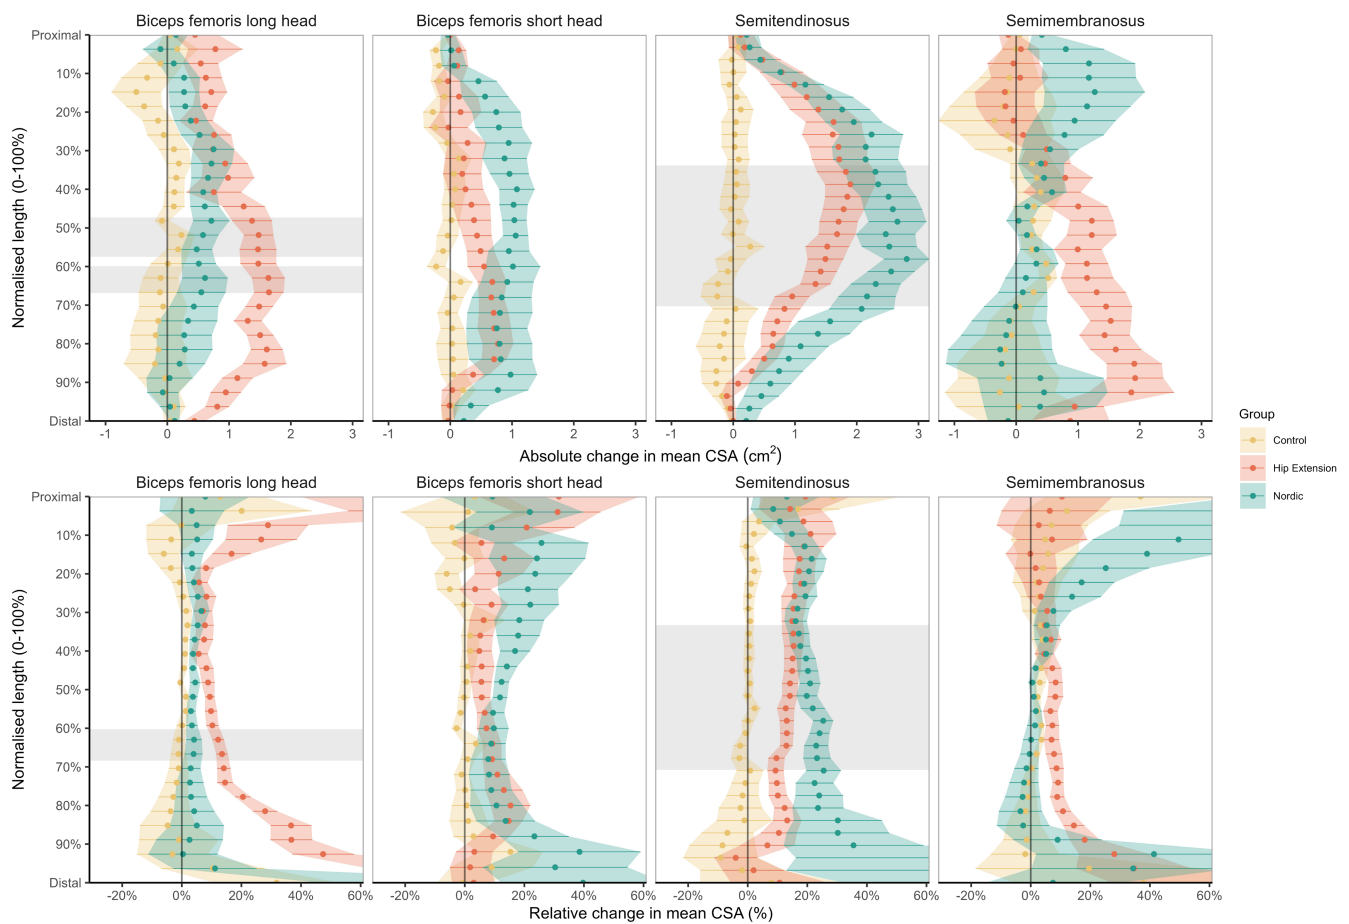 Biceps femoris long head Biceps femoris short head Semitendinosus Semimembranosus
Proximal
10%
20%
30%
40%
50%
60%
70%
80%
90%
Distal
Normalised length (0-100%)
-1 0 1 2 3 -1 0 1 2 3 -1 0 1 2 3 -1 0 1 2 3
Absolute change in mean CSA (cm²)
Group
Control
Hip Extension
Nordic
Biceps femoris long head Biceps femoris short head Semitendinosus Semimembranosus
Proximal
10%
20%
30%
40%
50%
60%
70%
80%
90%
Distal
Normalised length (0-100%)
-20% 0% 20% 40% 60% -20% 0% 20% 40% 60% -20% 0% 20% 40% 60% -20% 0% 20% 40% 60%
Relative change in mean CSA (%)